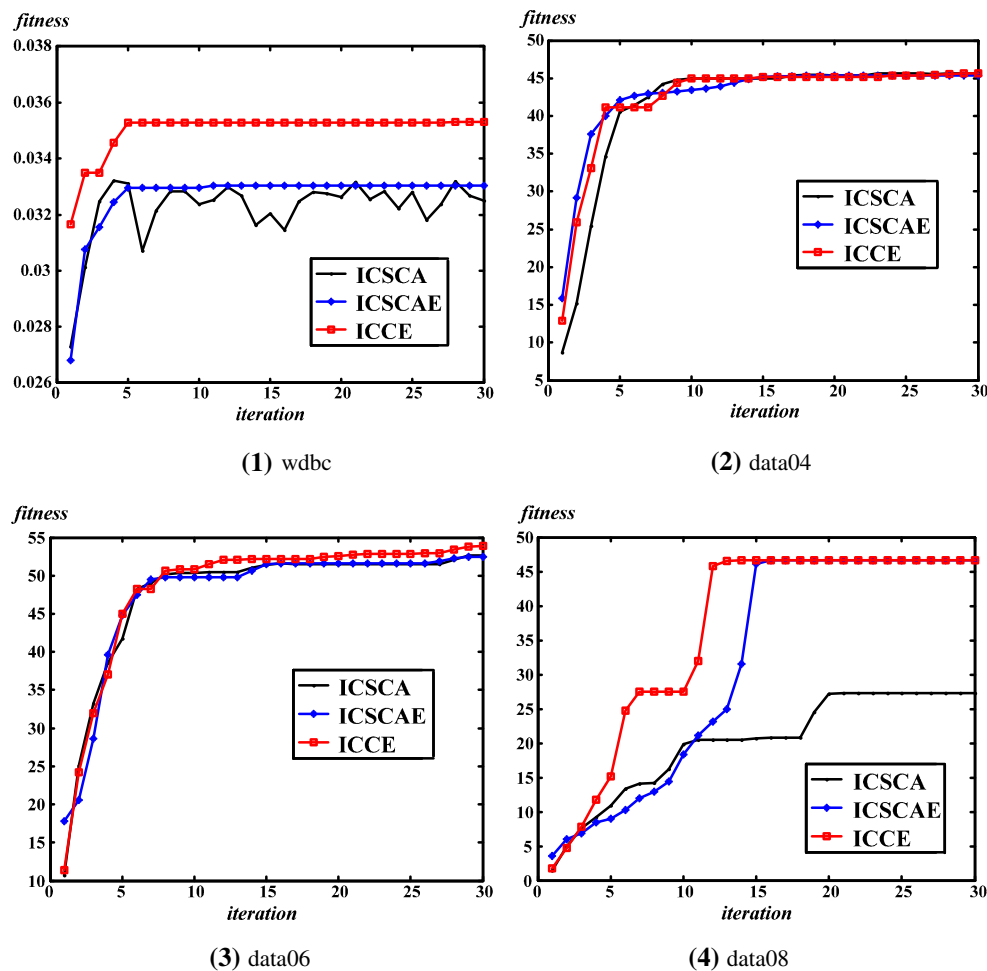 fitness
0.038
0.036
0.034
0.032
0.03
0.028
0.026
0 5 10 15 20 25 30
iteration
ICSCA
ICSCAE
ICCE
(1) wdbc
fitness
50
45
40
35
30
25
20
15
10
5
0 5 10 15 20 25 30
iteration
ICSCA
ICSCAE
ICCE
(2) data04
fitness
55
50
45
40
35
30
25
20
15
10
0 5 10 15 20 25 30
iteration
ICSCA
ICSCAE
ICCE
(3) data06
fitness
50
45
40
35
30
25
20
15
10
5
0
0 5 10 15 20 25 30
iteration
ICSCA
ICSCAE
ICCE
(4) data08